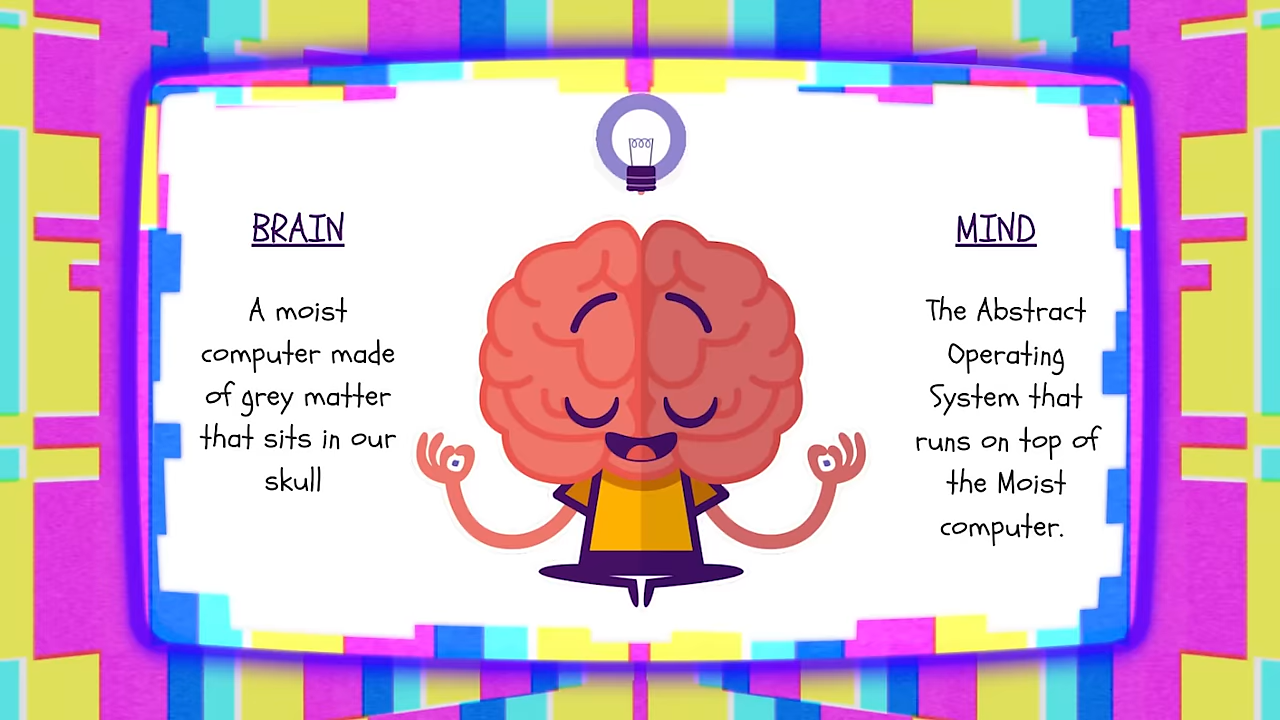 BRAIN
A moist
computer made
of grey matter
that sits in our
skull
MIND
The Abstract
Operating
System that
runs on top of
the Moist
computer.